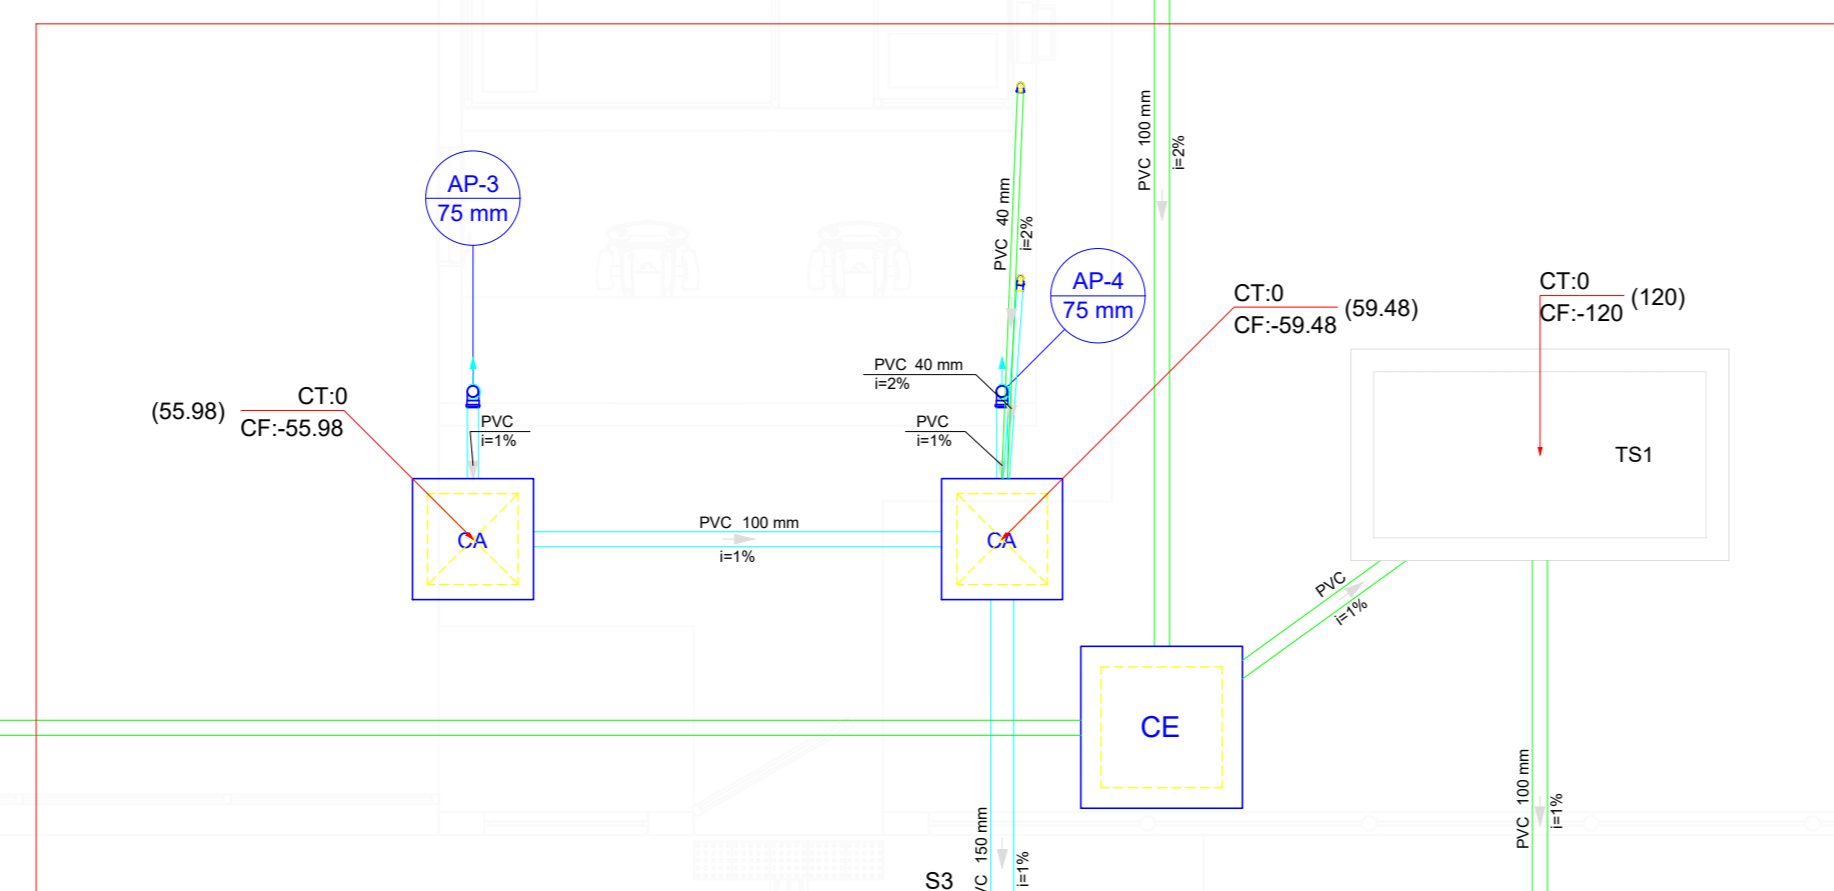 PVC  100 mm
i=2%
AP-3
75 mm
PVC  40 mm
i=2%
AP-4
75 mm
CT:0
CF:-59.48
(59.48)
CT:0
CF:-120
(120)
PVC  40 mm
i=2%
(55.98)
CT:0
CF:-55.98
PVC
i=1%
PVC
i=1%
TS1
CA
PVC  100 mm
i=1%
CA
PVC
i=1%
CE
PVC  100 mm
i=1%
150 mm
i=1%
S3